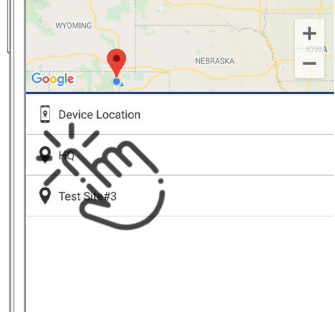 WYOMING
+
IOWA
NEBRASKA
−
Google
Device Location
HQ
Test Site#3